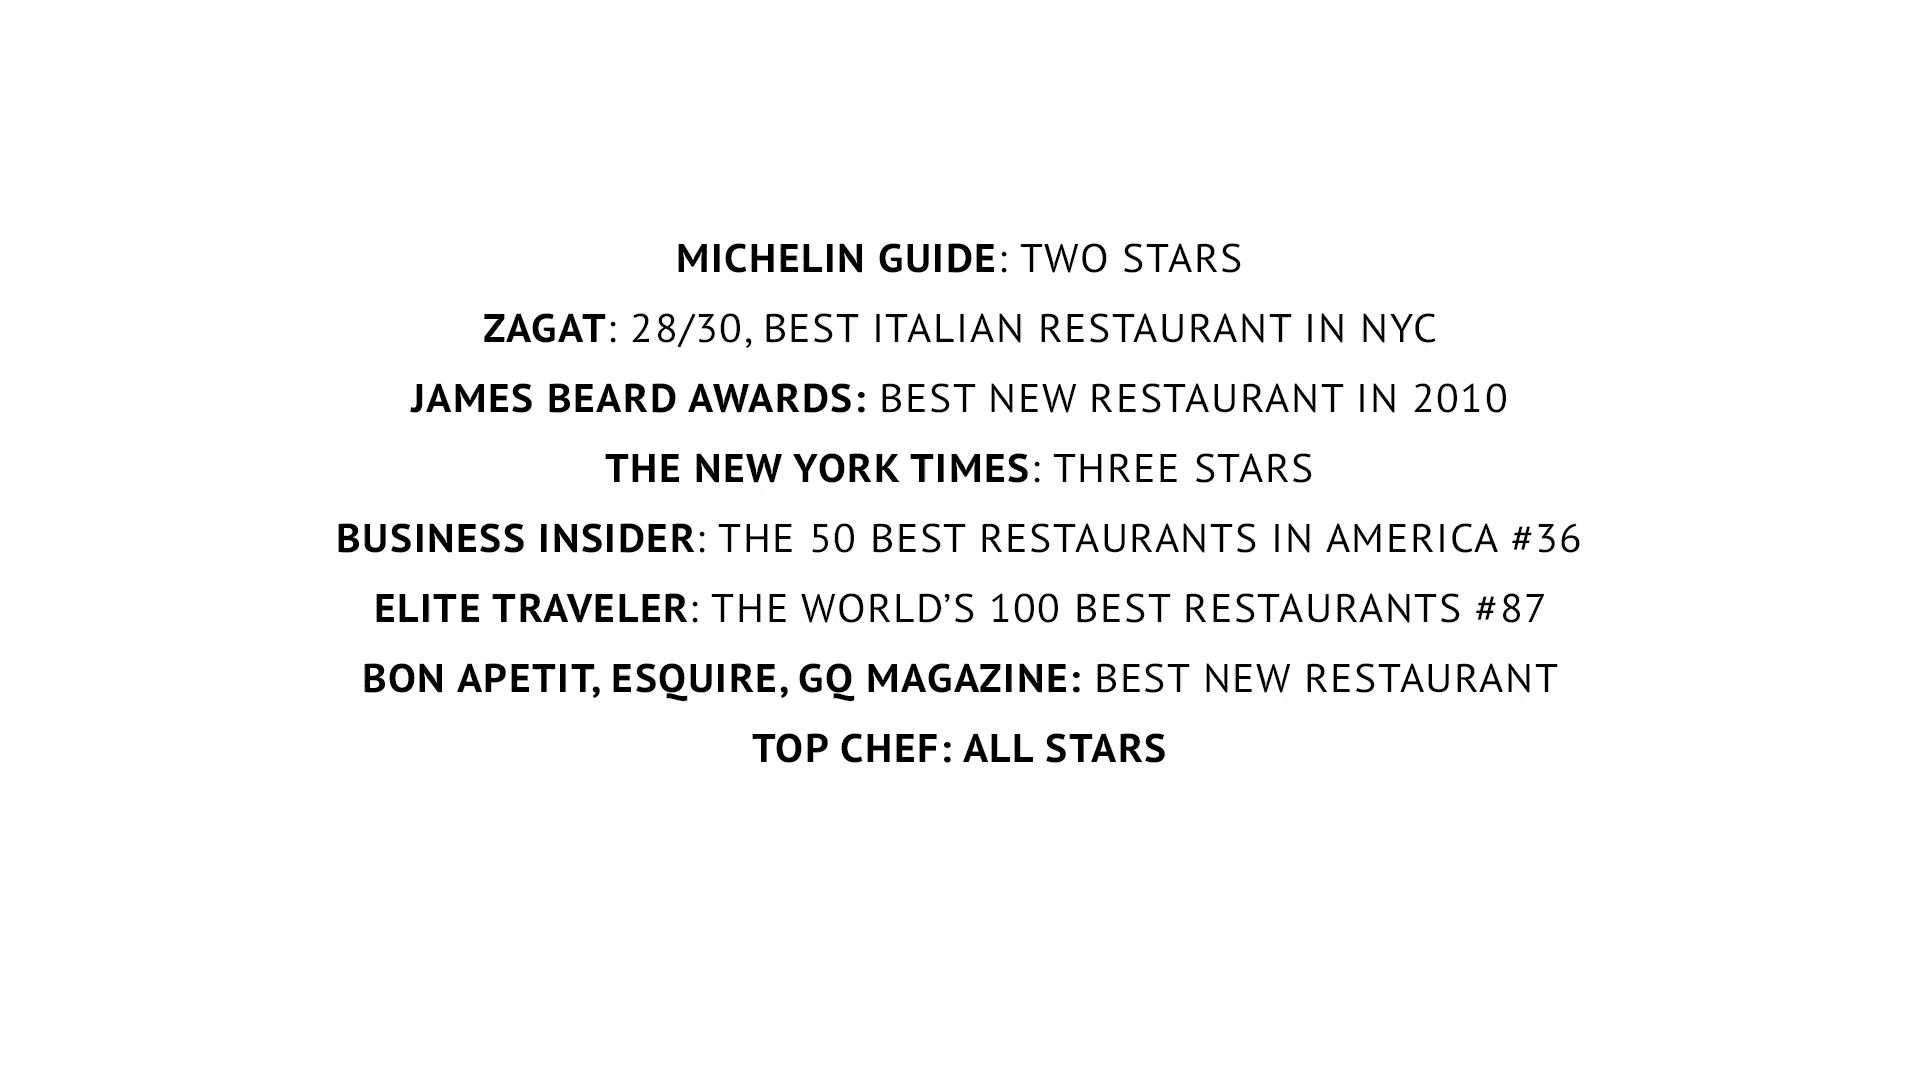 MICHELIN GUIDE: TWO STARS
ZAGAT: 28/30, BEST ITALIAN RESTAURANT IN NYC
JAMES BEARD AWARDS: BEST NEW RESTAURANT IN 2010
THE NEW YORK TIMES: THREE STARS
BUSINESS INSIDER: THE 50 BEST RESTAURANTS IN AMERICA #36
ELITE TRAVELER: THE WORLD’S 100 BEST RESTAURANTS #87
BON APETIT, ESQUIRE, GQ MAGAZINE: BEST NEW RESTAURANT
TOP CHEF: ALL STARS